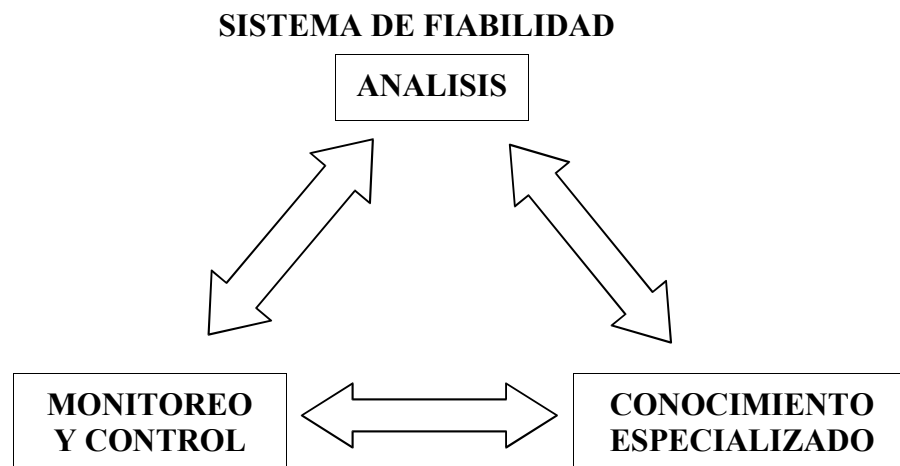 SISTEMA DE FIABILIDAD
ANALISIS
MONITOREO
Y CONTROL
CONOCIMIENTO
ESPECIALIZADO